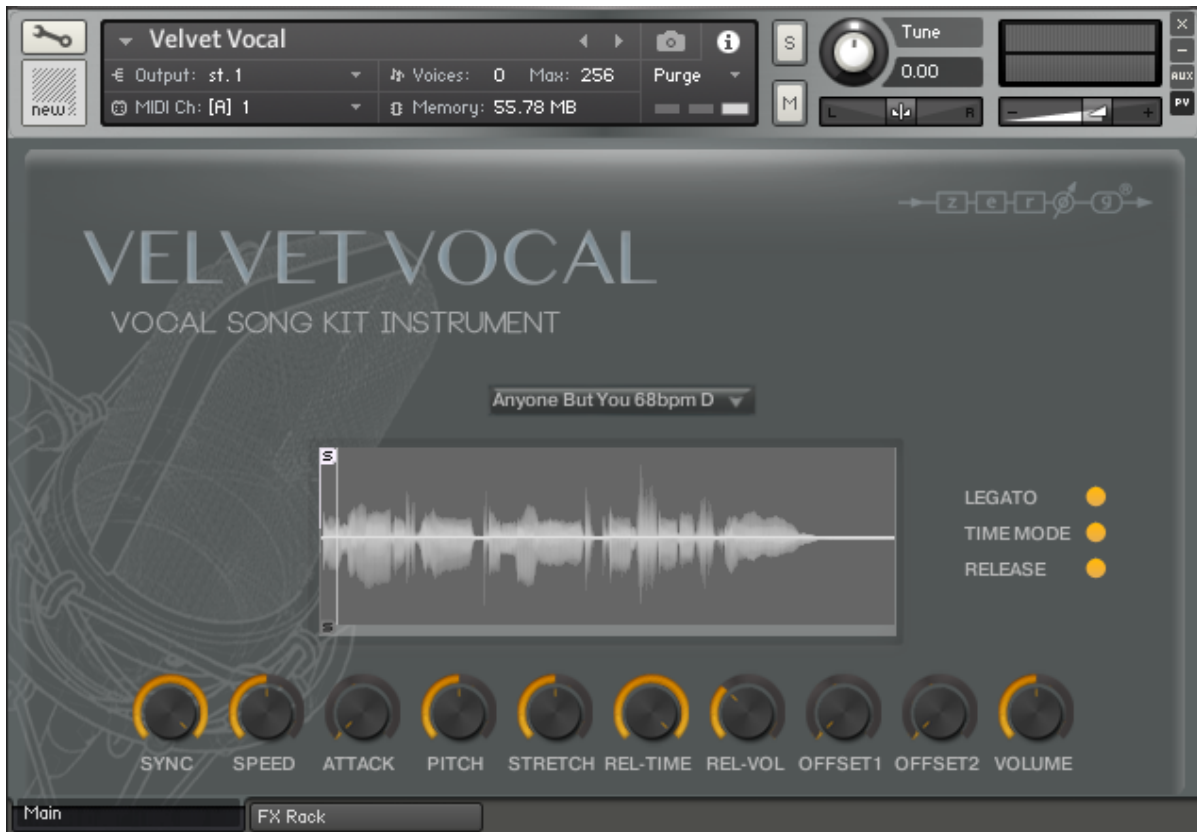 Velvet Vocal
Output: st. 1
Voices: 0 Max: 256
Purge
new
MIDI Ch: [A] 1
Memory: 55.78 MB
S
M
Tune
0.00
L R
- +
X
-
AUX
PV
zerøg®
VELVET VOCAL
VOCAL SONG KIT INSTRUMENT
Anyone But You 68bpm D
S
S
LEGATO
TIME MODE
RELEASE
SYNC SPEED ATTACK PITCH STRETCH REL-TIME REL-VOL OFFSET1 OFFSET2 VOLUME
Main FX Rack